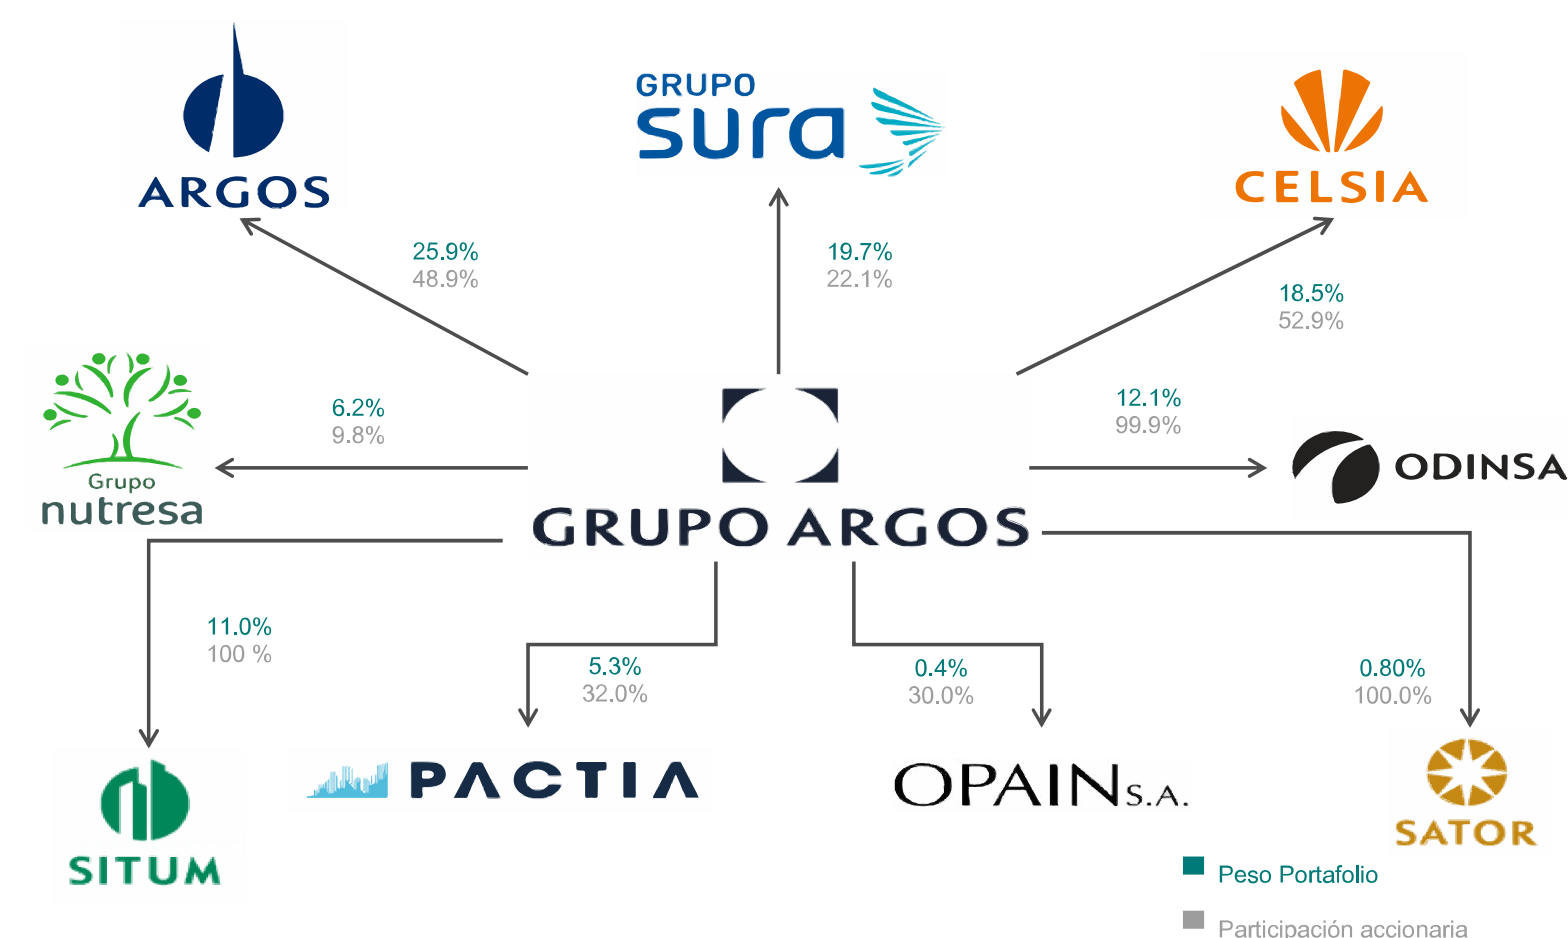 ARGOS
GRUPO
sura
CELSIA
25.9%
48.9%
19.7%
22.1%
18.5%
52.9%
Grupo
nutresa
6.2%
9.8%
12.1%
99.9%
ODINSA
GRUPO ARGOS
11.0%
100 %
5.3%
32.0%
0.4%
30.0%
0.80%
100.0%
SITUM
PACTIA
OPAIN S.A.
SATOR
Peso Portafolio
Participación accionaria